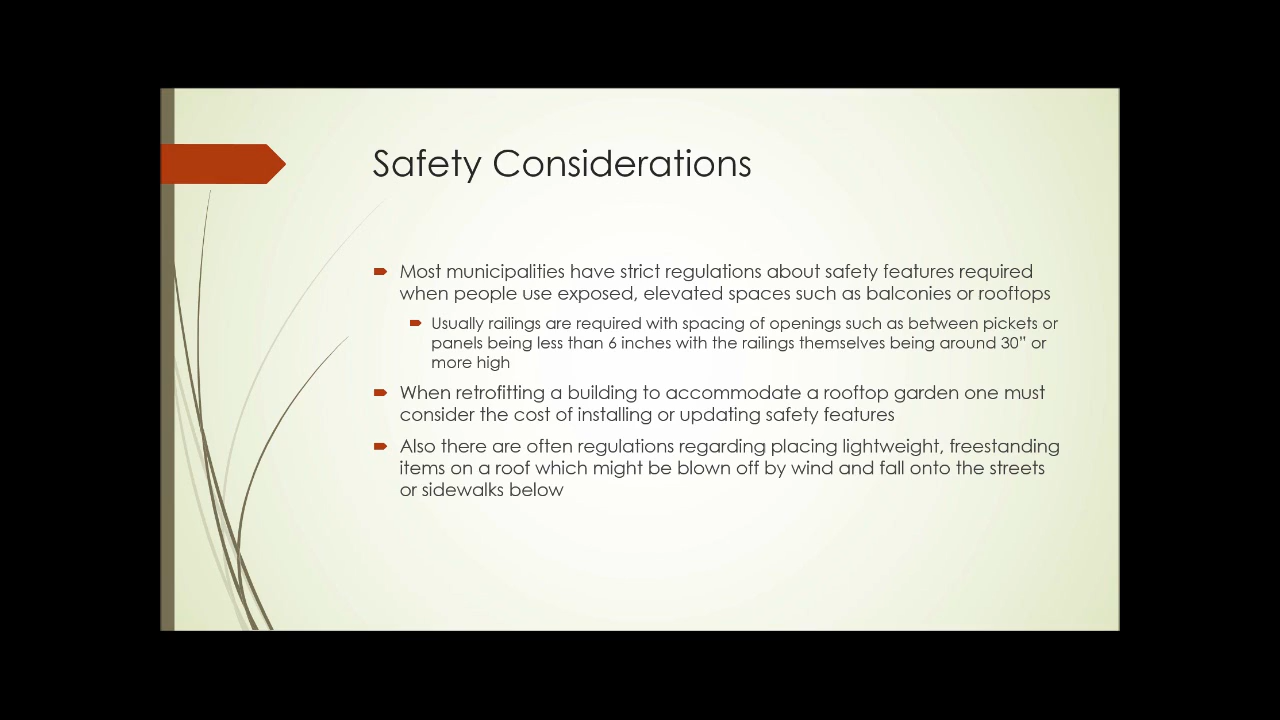 Safety Considerations
Most municipalities have strict regulations about safety features required
when people use exposed, elevated spaces such as balconies or rooftops
Usually railings are required with spacing of openings such as between pickets or
panels being less than 6 inches with the railings themselves being around 30” or
more high
When retrofitting a building to accommodate a rooftop garden one must
consider the cost of installing or updating safety features
Also there are often regulations regarding placing lightweight, freestanding
items on a roof which might be blown off by wind and fall onto the streets
or sidewalks below